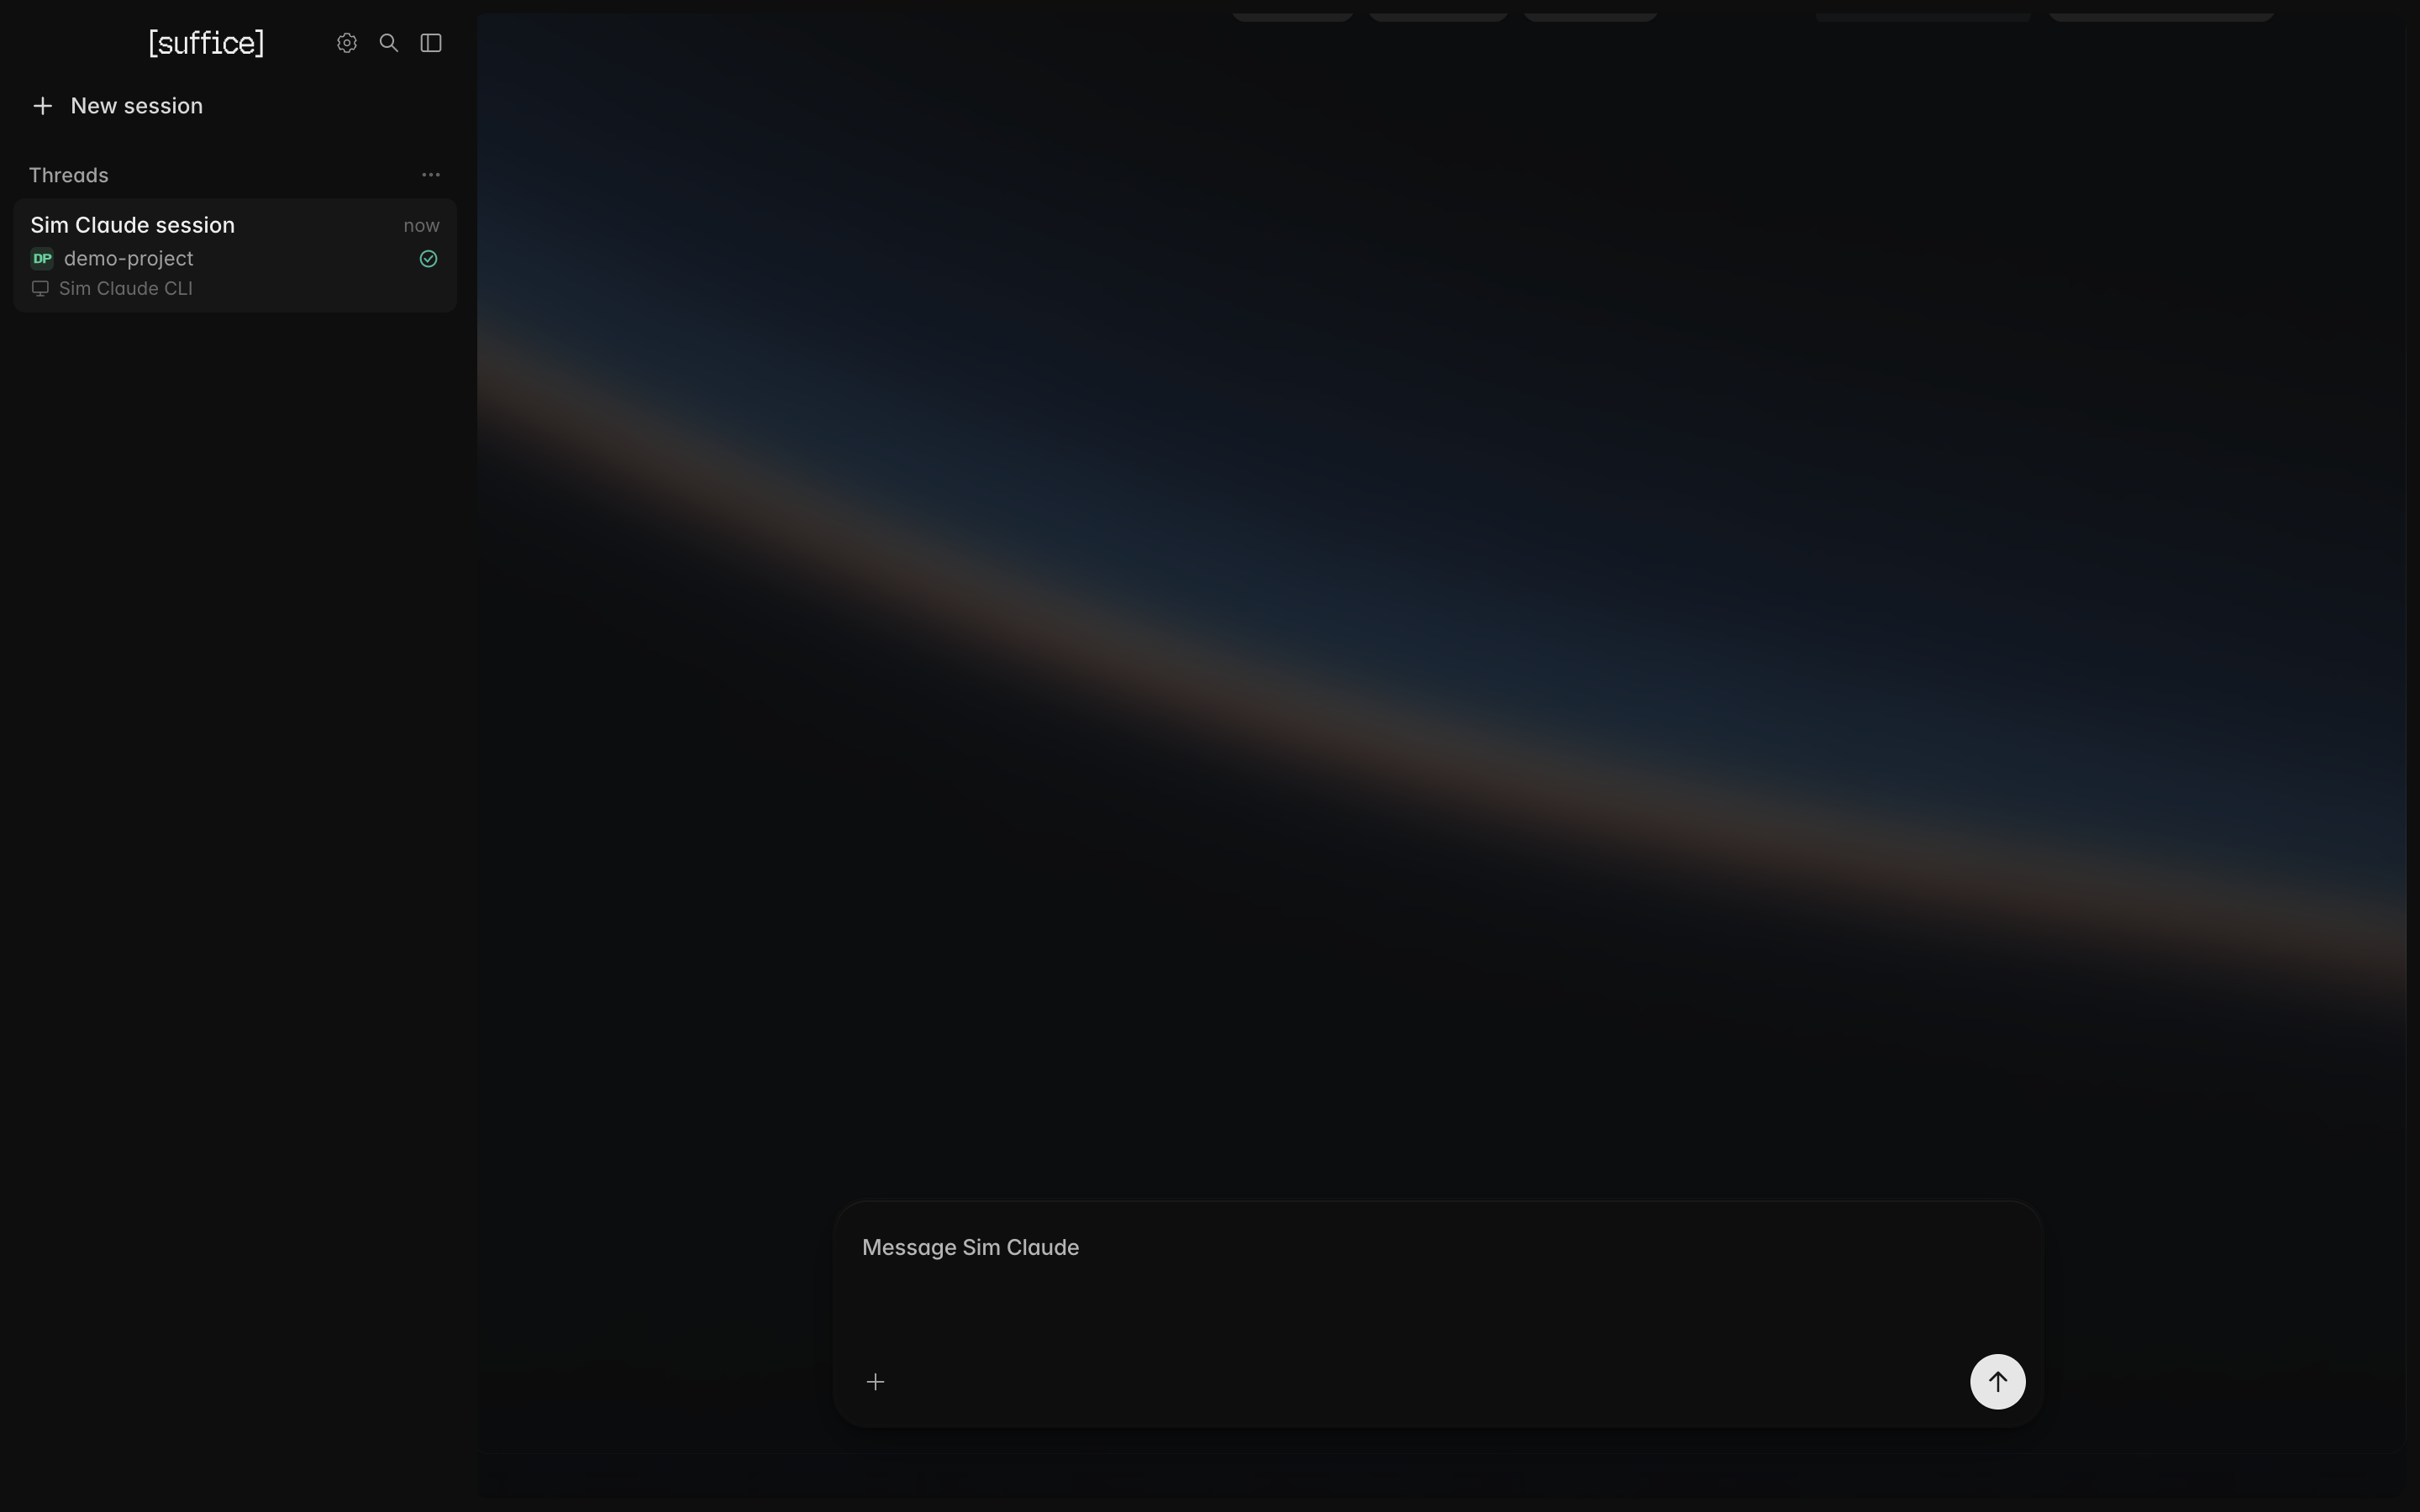 [suffice]
New session
Threads
Sim Claude session
now
DP demo-project
Sim Claude CLI
Message Sim Claude